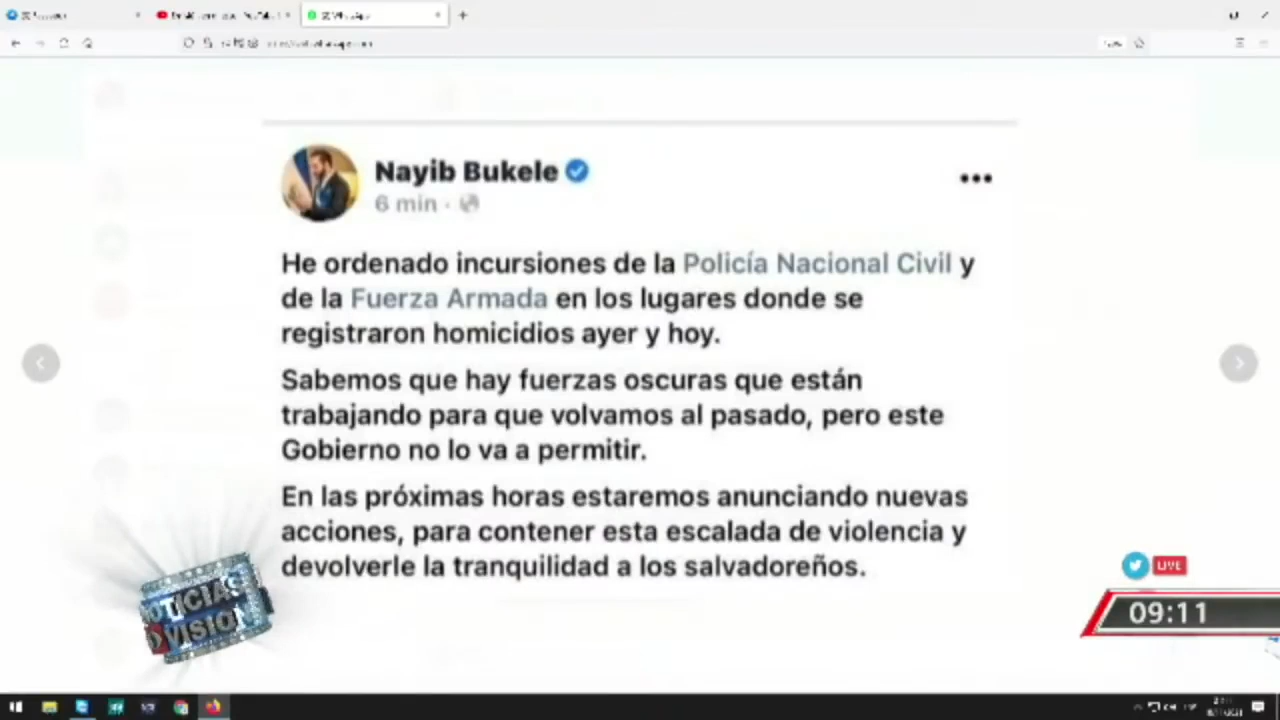 Nayib Bukele
6 min ·
He ordenado incursiones de la Policía Nacional Civil y
de la Fuerza Armada en los lugares donde se
registraron homicidios ayer y hoy.
Sabemos que hay fuerzas oscuras que están
trabajando para que volvamos al pasado, pero este
Gobierno no lo va a permitir.
En las próximas horas estaremos anunciando nuevas
acciones, para contener esta escalada de violencia y
devolverle la tranquilidad a los salvadoreños.
NOTICIAS
VISION
LIVE
09:11